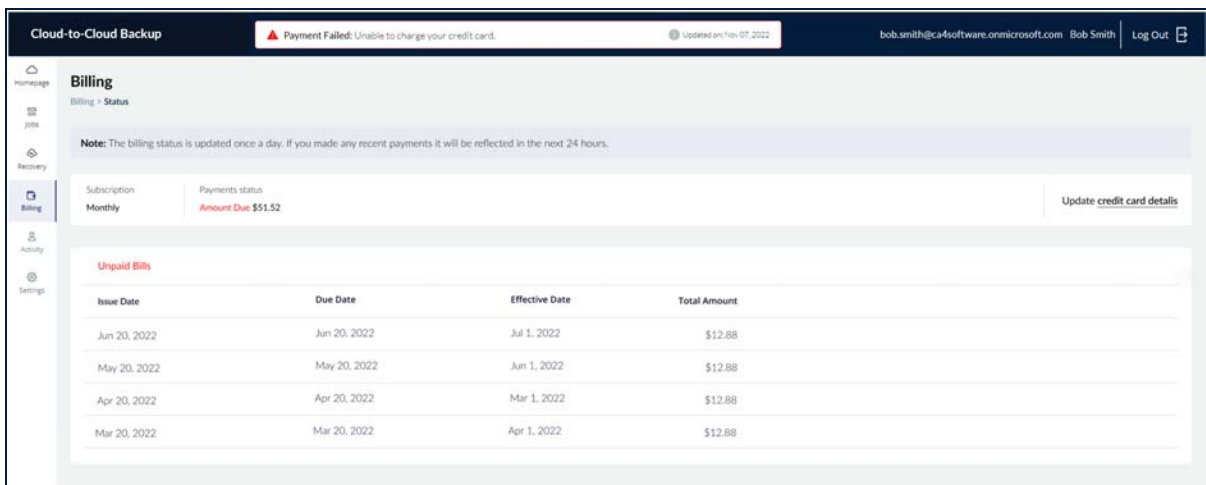 Cloud-to-Cloud Backup
Payment Failed: Unable to charge your credit card.
Updated on: Nov 07, 2022
bob.smith@ca4software.onmicrosoft.com Bob Smith
Log Out
Homepage
Jobs
Recovery
Billing
Activity
Settings
Billing
Billing > Status
Note: The billing status is updated once a day. If you made any recent payments it will be reflected in the next 24 hours.
Subscription
Monthly
Payments status
Amount Due $51.52
Update credit card detalis
Unpaid Bills
Issue Date Due Date Effective Date Total Amount
Jun 20, 2022 Jun 20, 2022 Jul 1, 2022 $12.88
May 20, 2022 May 20, 2022 Jun 1, 2022 $12.88
Apr 20, 2022 Apr 20, 2022 Mar 1, 2022 $12.88
Mar 20, 2022 Mar 20, 2022 Apr 1, 2022 $12.88